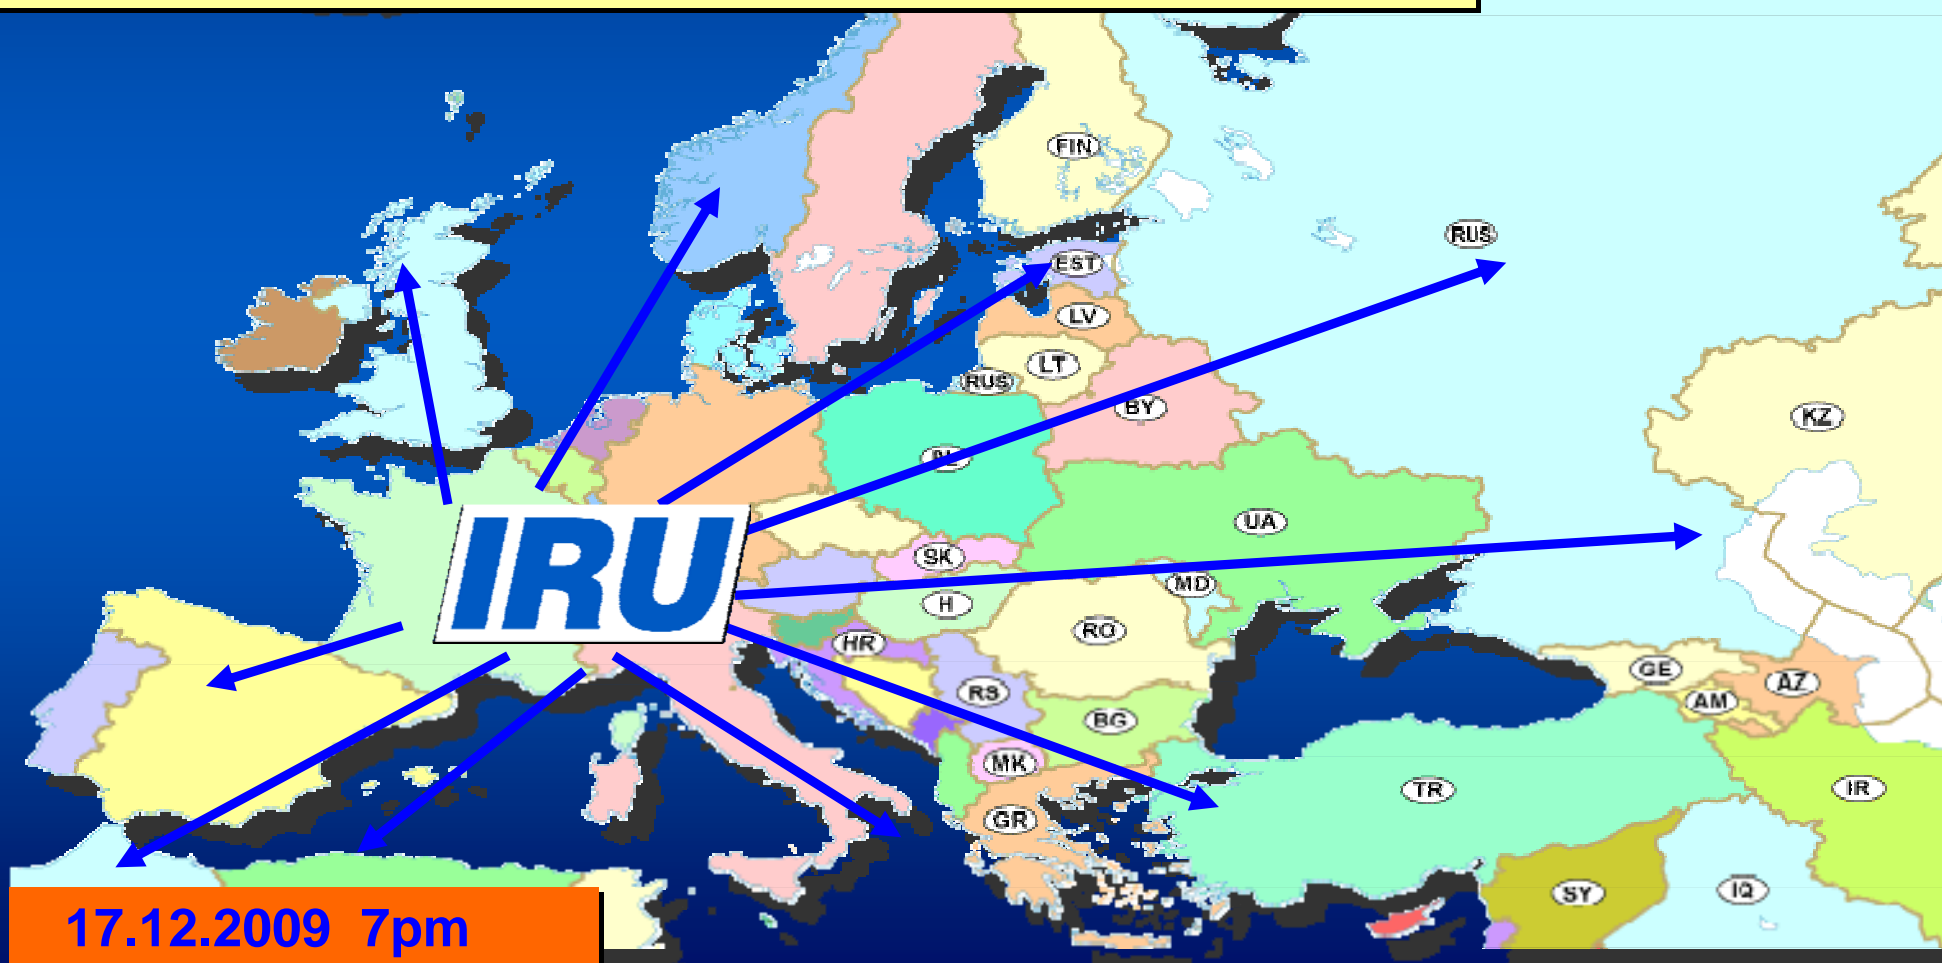 FIN
RUS
EST
LV
LT
RUS
BY
KZ
UA
SK
IRU
MD
H
RO
HR
GE
AZ
RS
AM
BG
MK
TR
IR
GR
SY
IQ
17.12.2009 7pm